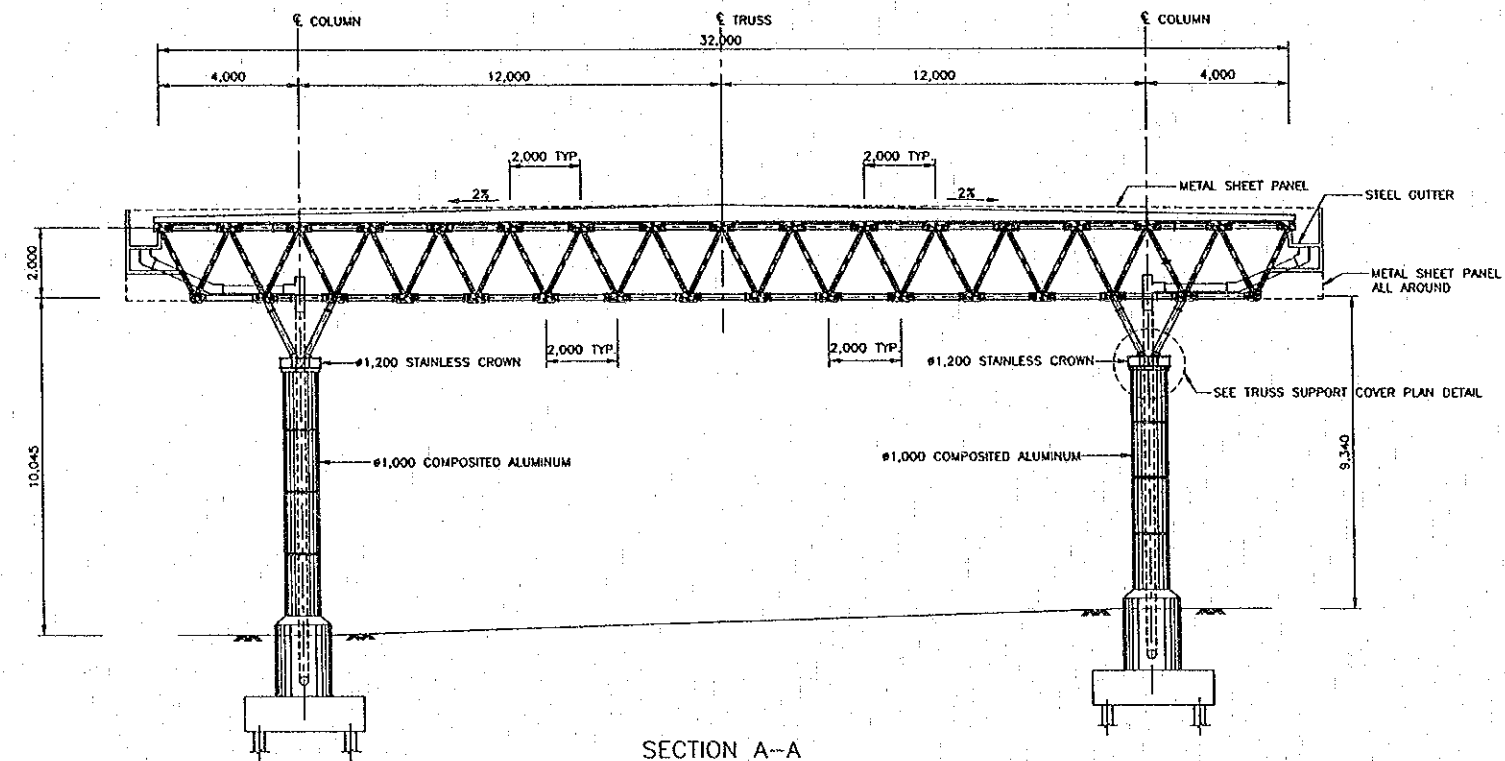 ℄ COLUMN
℄ TRUSS
℄ COLUMN
32,000
4,000
12,000
12,000
4,000
2,000 TYP.
2,000 TYP.
2%
2%
METAL SHEET PANEL
STEEL GUTTER
2,000
METAL SHEET PANEL
ALL AROUND
2,000 TYP.
2,000 TYP.
ø1,200 STAINLESS CROWN
ø1,200 STAINLESS CROWN
SEE TRUSS SUPPORT COVER PLAN DETAIL
10,045
ø1,000 COMPOSITED ALUMINUM
ø1,000 COMPOSITED ALUMINUM
9,340
SECTION A-A